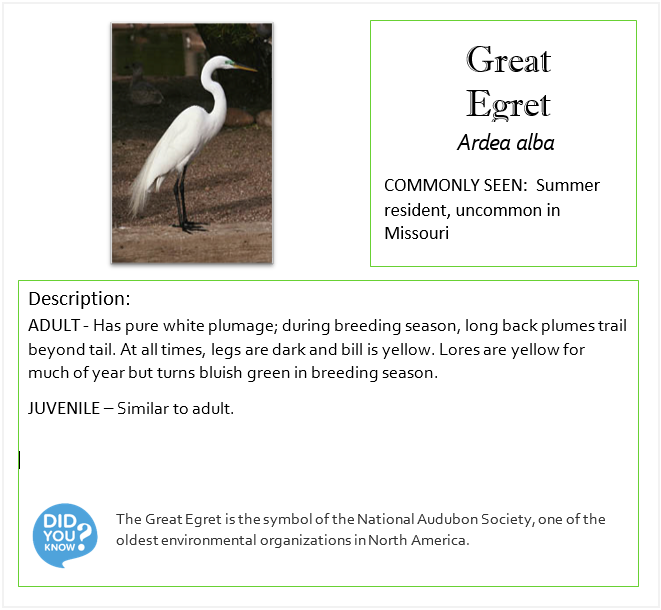 Great
Egret
Ardea alba
COMMONLY SEEN: Summer
resident, uncommon in
Missouri
Description:
ADULT - Has pure white plumage; during breeding season, long back plumes trail
beyond tail. At all times, legs are dark and bill is yellow. Lores are yellow for
much of year but turns bluish green in breeding season.
JUVENILE – Similar to adult.
DID
YOU
KNOW?
The Great Egret is the symbol of the National Audubon Society, one of the
oldest environmental organizations in North America.